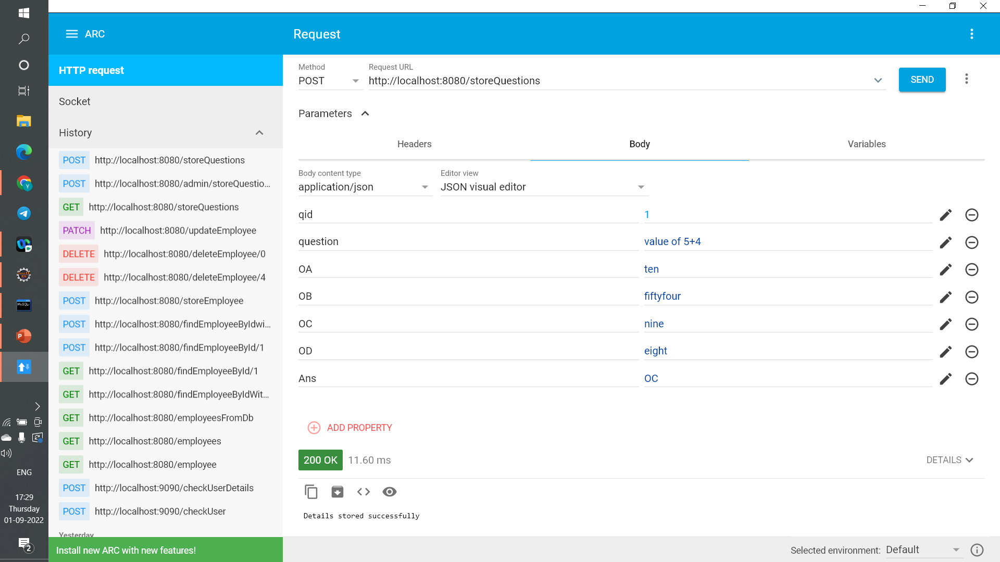 ARC
Request
HTTP request
Socket
History
POST http://localhost:8080/storeQuestions
POST http://localhost:8080/admin/storeQuestio...
GET http://localhost:8080/storeQuestions
PATCH http://localhost:8080/updateEmployee
DELETE http://localhost:8080/deleteEmployee/0
DELETE http://localhost:8080/deleteEmployee/4
POST http://localhost:8080/storeEmployee
POST http://localhost:8080/findEmployeeByIdwi...
POST http://localhost:8080/findEmployeeById/1
GET http://localhost:8080/findEmployeeById/1
GET http://localhost:8080/findEmployeeByIdWit...
GET http://localhost:8080/employeesFromDb
GET http://localhost:8080/employees
GET http://localhost:8080/employee
POST http://localhost:9090/checkUserDetails
POST http://localhost:9090/checkUser
Yesterday
Install new ARC with new features!
Method
POST
Request URL
http://localhost:8080/storeQuestions
SEND
Parameters
Headers
Body
Variables
Body content type
application/json
Editor view
JSON visual editor
qid 1
question value of 5+4
OA ten
OB fiftyfour
OC nine
OD eight
Ans OC
ADD PROPERTY
200 OK 11.60 ms
DETAILS
Details stored successfully
Selected environment: Default
ENG
17:29
Thursday
01-09-2022
2